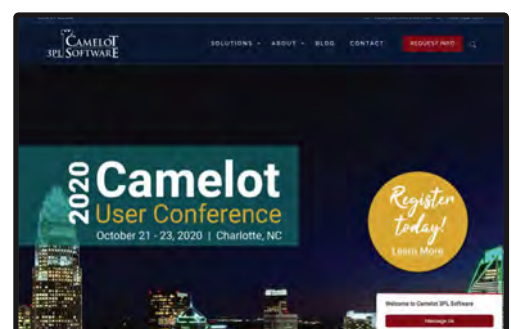 CAMELOT
3PL SOFTWARE
SOLUTIONS
ABOUT
BLOG
CONTACT
REQUEST INFO
2020
Camelot
User Conference
October 21 - 23, 2020 | Charlotte, NC
Register
today!
Learn More
Welcome to Camelot 3PL Software
Message Us